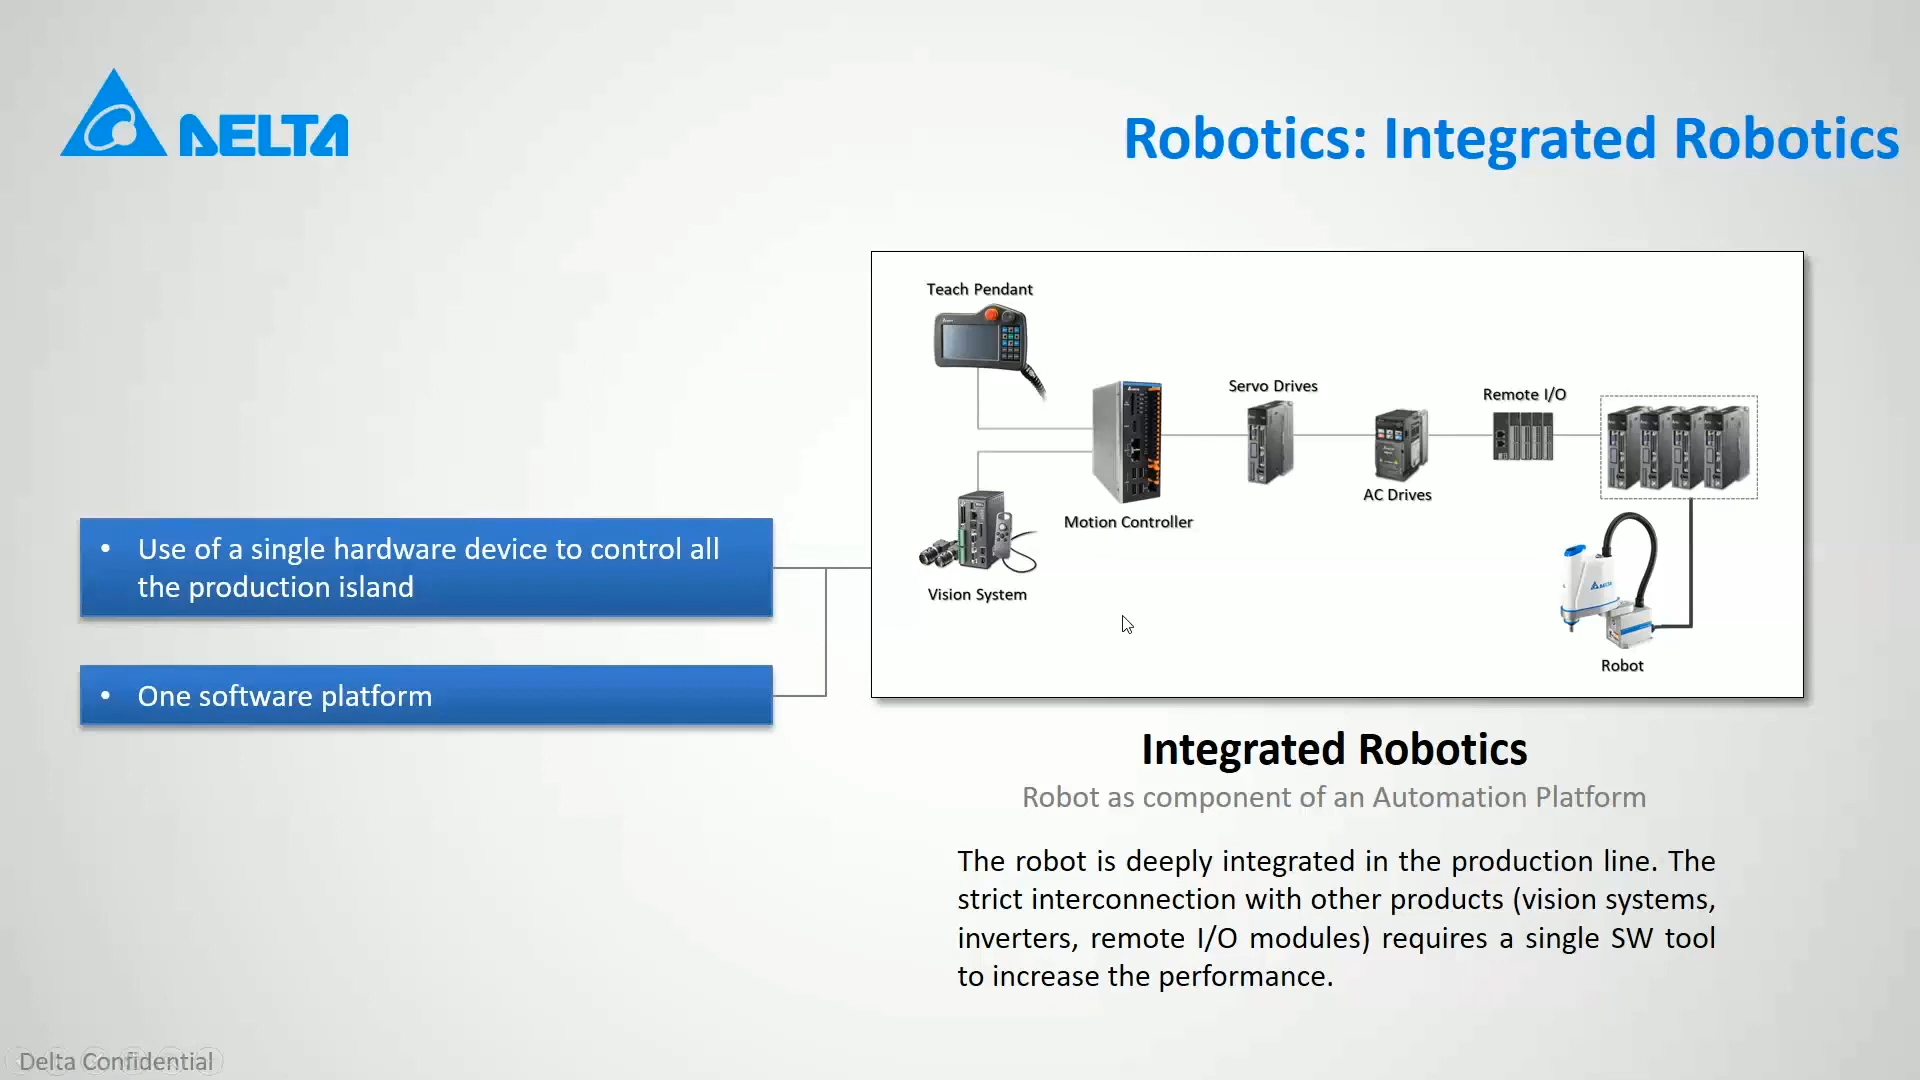 DELTA
Robotics: Integrated Robotics
Teach Pendant
Servo Drives
Remote I/O
AC Drives
Motion Controller
Vision System
DELTA
Robot
• Use of a single hardware device to control all
the production island
• One software platform
Integrated Robotics
Robot as component of an Automation Platform
The robot is deeply integrated in the production line. The
strict interconnection with other products (vision systems,
inverters, remote I/O modules) requires a single SW tool
to increase the performance.
Delta Confidential